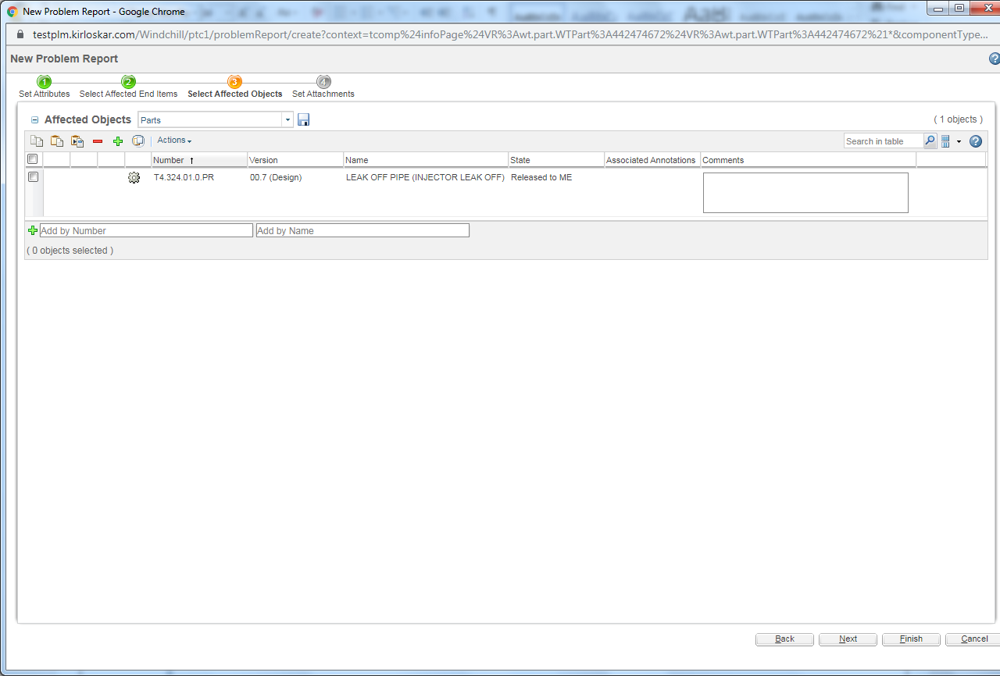 New Problem Report - Google Chrome
testplm.kirloskar.com/Windchill/ptc1/problemReport/create?context=tcomp%24infoPage%24VR%3Awt.part.WTPart%3A442474672%24VR%3Awt.part.WTPart%3A442474672%21*&componentType...
New Problem Report
1 2 3 4
Set Attributes Select Affected End Items Select Affected Objects Set Attachments
Affected Objects Parts ( 1 objects )
Actions Search in table
Number Version Name State Associated Annotations Comments
T4.324.01.0.PR 00.7 (Design) LEAK OFF PIPE (INJECTOR LEAK OFF) Released to ME
Add by Number Add by Name
( 0 objects selected )
Back Next Finish Cancel